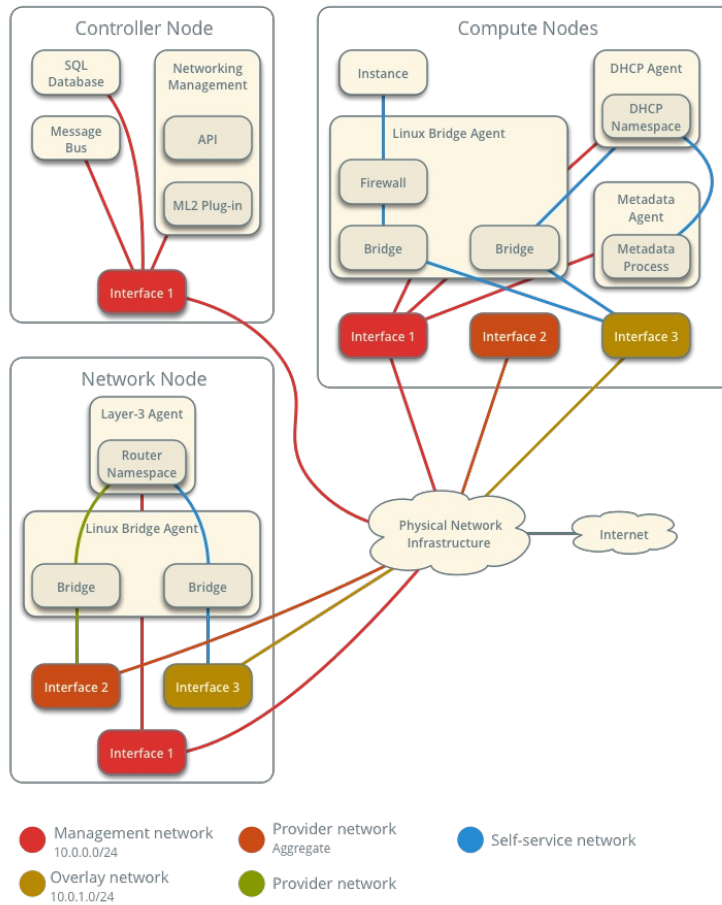 Controller Node
SQL
Database
Networking
Management
Message
Bus
API
ML2 Plug-in
Interface 1
Compute Nodes
Instance
DHCP Agent
DHCP
Namespace
Linux Bridge Agent
Firewall
Metadata
Agent
Bridge
Bridge
Metadata
Process
Interface 1
Interface 2
Interface 3
Network Node
Layer-3 Agent
Router
Namespace
Linux Bridge Agent
Bridge
Bridge
Interface 2
Interface 3
Interface 1
Physical Network
Infrastructure
Internet
Management network
10.0.0.0/24
Provider network
Aggregate
Self-service network
Overlay network
10.0.1.0/24
Provider network